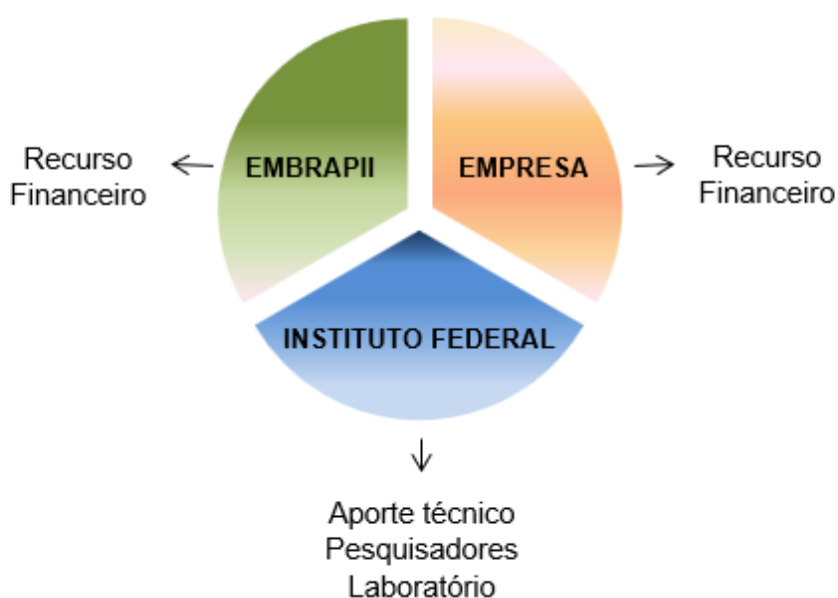 Recurso
Financeiro
EMBRAPII
EMPRESA
Recurso
Financeiro
INSTITUTO FEDERAL
Aporte técnico
Pesquisadores
Laboratório